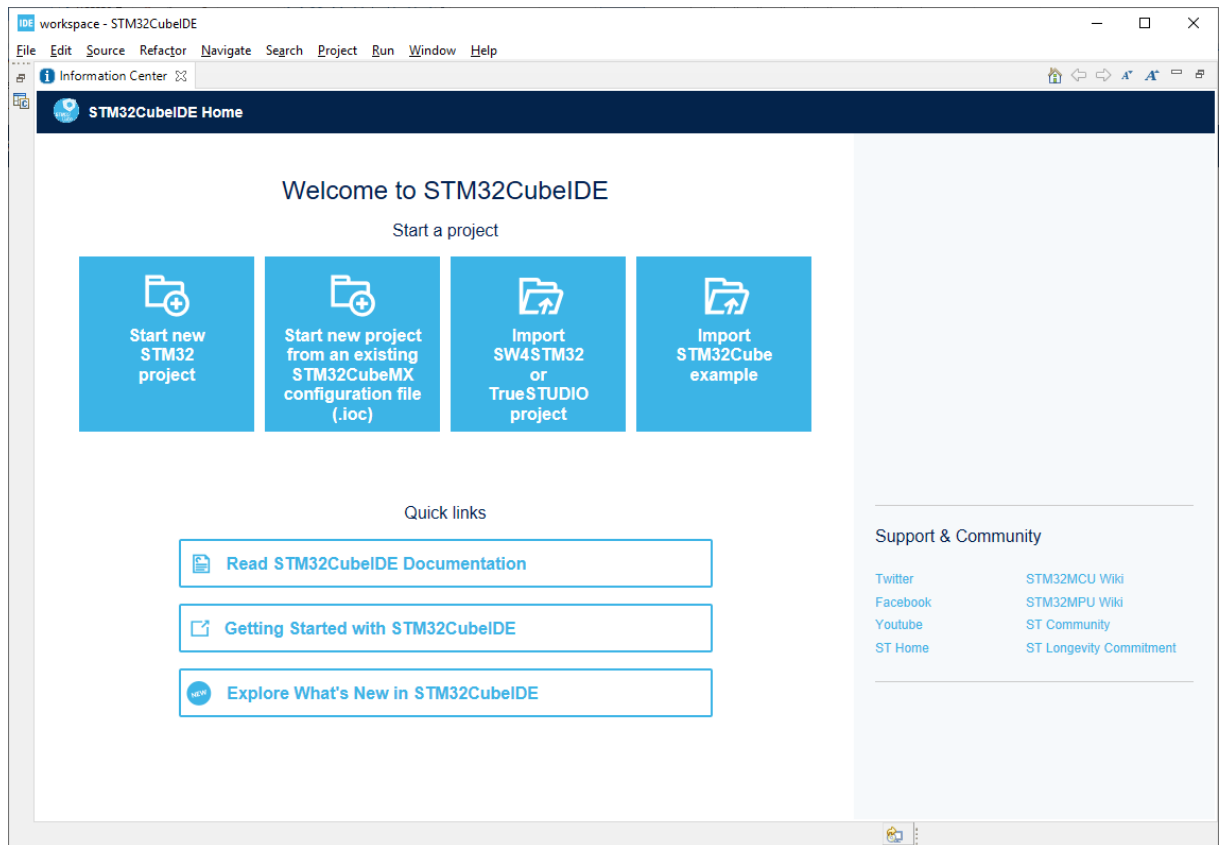 IDE workspace - STM32CubeIDE
File Edit Source Refactor Navigate Search Project Run Window Help
Information Center
STM32CubeIDE Home
Welcome to STM32CubeIDE
Start a project
Start new
STM32
project
Start new project
from an existing
STM32CubeMX
configuration file
(.ioc)
Import
SW4STM32
or
TrueSTUDIO
project
Import
STM32Cube
example
Quick links
Read STM32CubeIDE Documentation
Getting Started with STM32CubeIDE
NEW Explore What's New in STM32CubeIDE
Support & Community
Twitter STM32MCU Wiki
Facebook STM32MPU Wiki
Youtube ST Community
ST Home ST Longevity Commitment